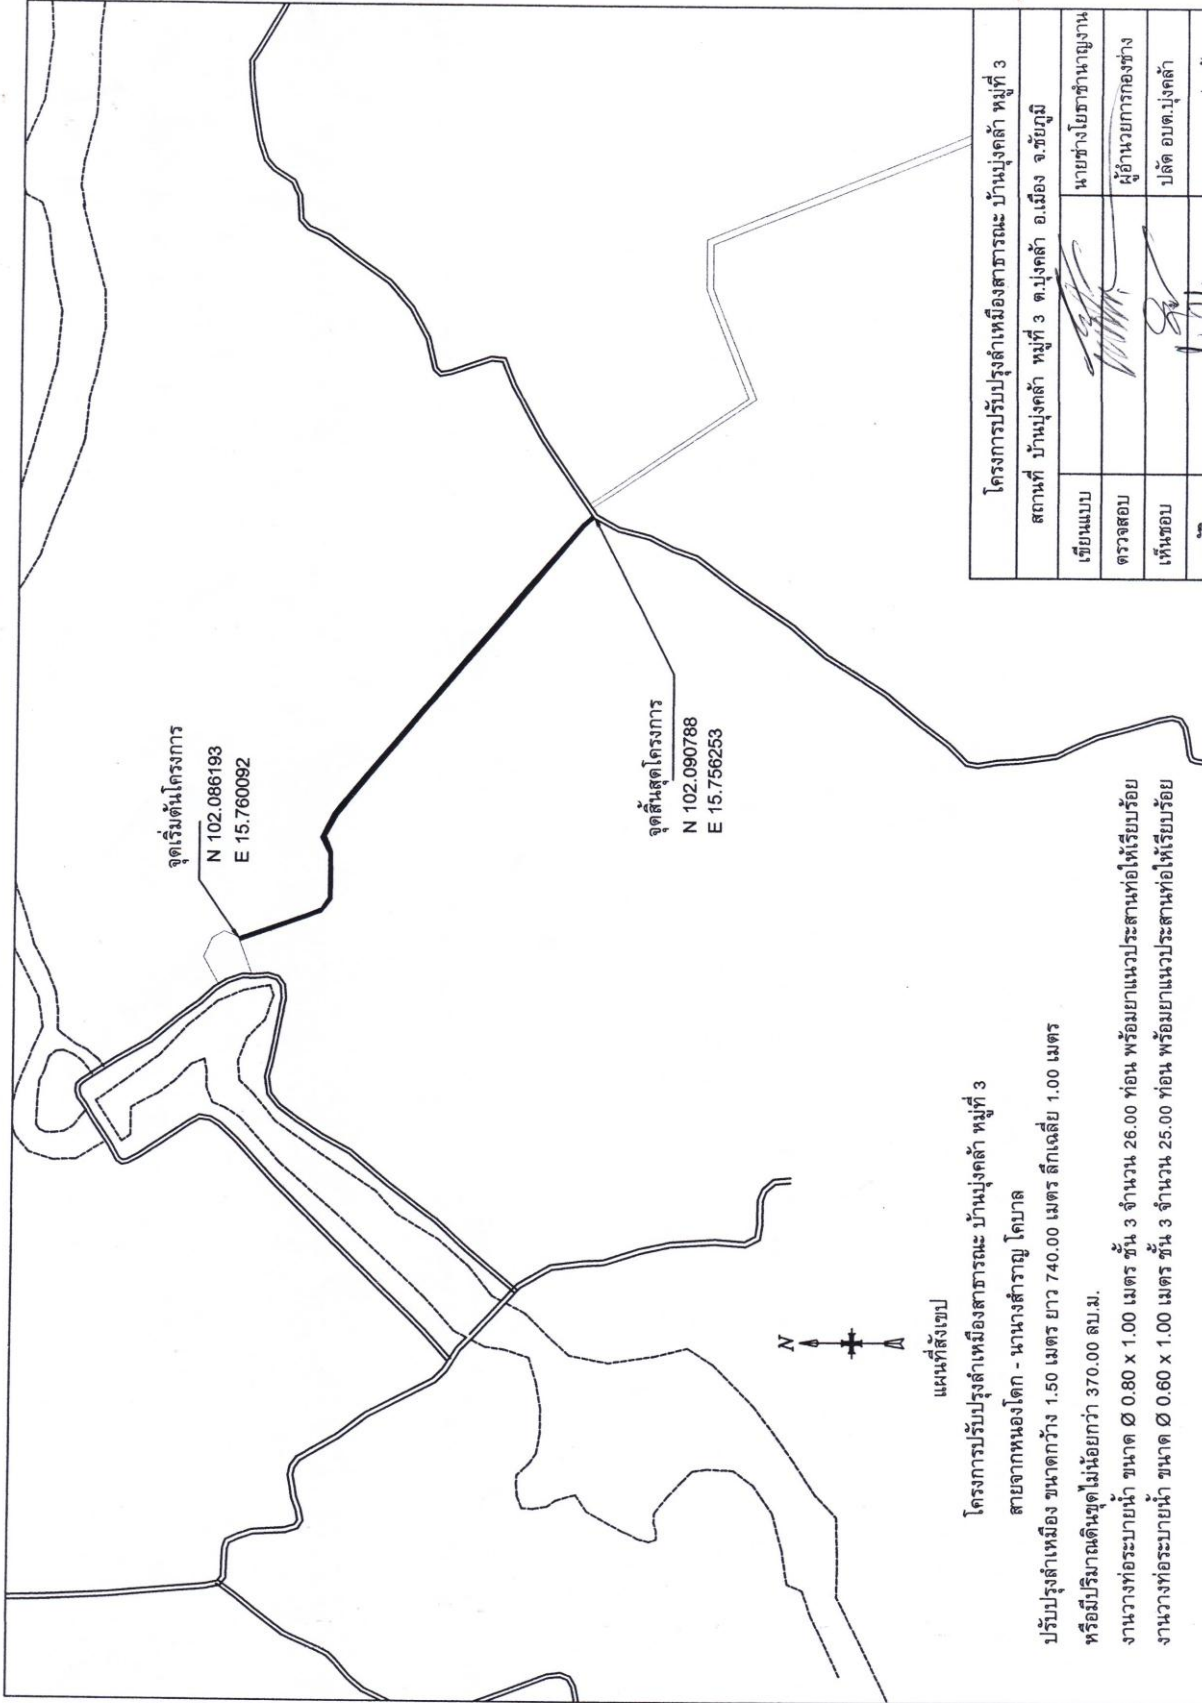 จุดเริ่มต้นโครงการ
N 102.086193
E 15.760092
จุดสิ้นสุดโครงการ
N 102.090788
E 15.756253
N
แผนที่สังเขป
โครงการปรับปรุงลำเหมืองสาธารณะ บ้านบุ่งคล้า หมู่ที่ 3
สายจากหนองโดก - นานางสำราญ โคบาล
ปรับปรุงลำเหมือง ขนาดกว้าง 1.50 เมตร ยาว 740.00 เมตร ลึกเฉลี่ย 1.00 เมตร
หรือมีปริมาณดินขุดไม่น้อยกว่า 370.00 ลบ.ม.
งานวางท่อระบายน้ำ ขนาด Ø 0.80 x 1.00 เมตร ชั้น 3 จำนวน 26.00 ท่อน พร้อมยาแนวประสานท่อให้เรียบร้อย
งานวางท่อระบายน้ำ ขนาด Ø 0.60 x 1.00 เมตร ชั้น 3 จำนวน 25.00 ท่อน พร้อมยาแนวประสานท่อให้เรียบร้อย
โครงการปรับปรุงลำเหมืองสาธารณะ บ้านบุ่งคล้า หมู่ที่ 3
สถานที่ บ้านบุ่งคล้า หมู่ที่ 3 ต.บุ่งคล้า อ.เมือง จ.ชัยภูมิ
เขียนแบบ นายช่างโยธาชำนาญงาน
ตรวจสอบ ผู้อำนวยการกองช่าง
เห็นชอบ ปลัด อบต.บุ่งคล้า